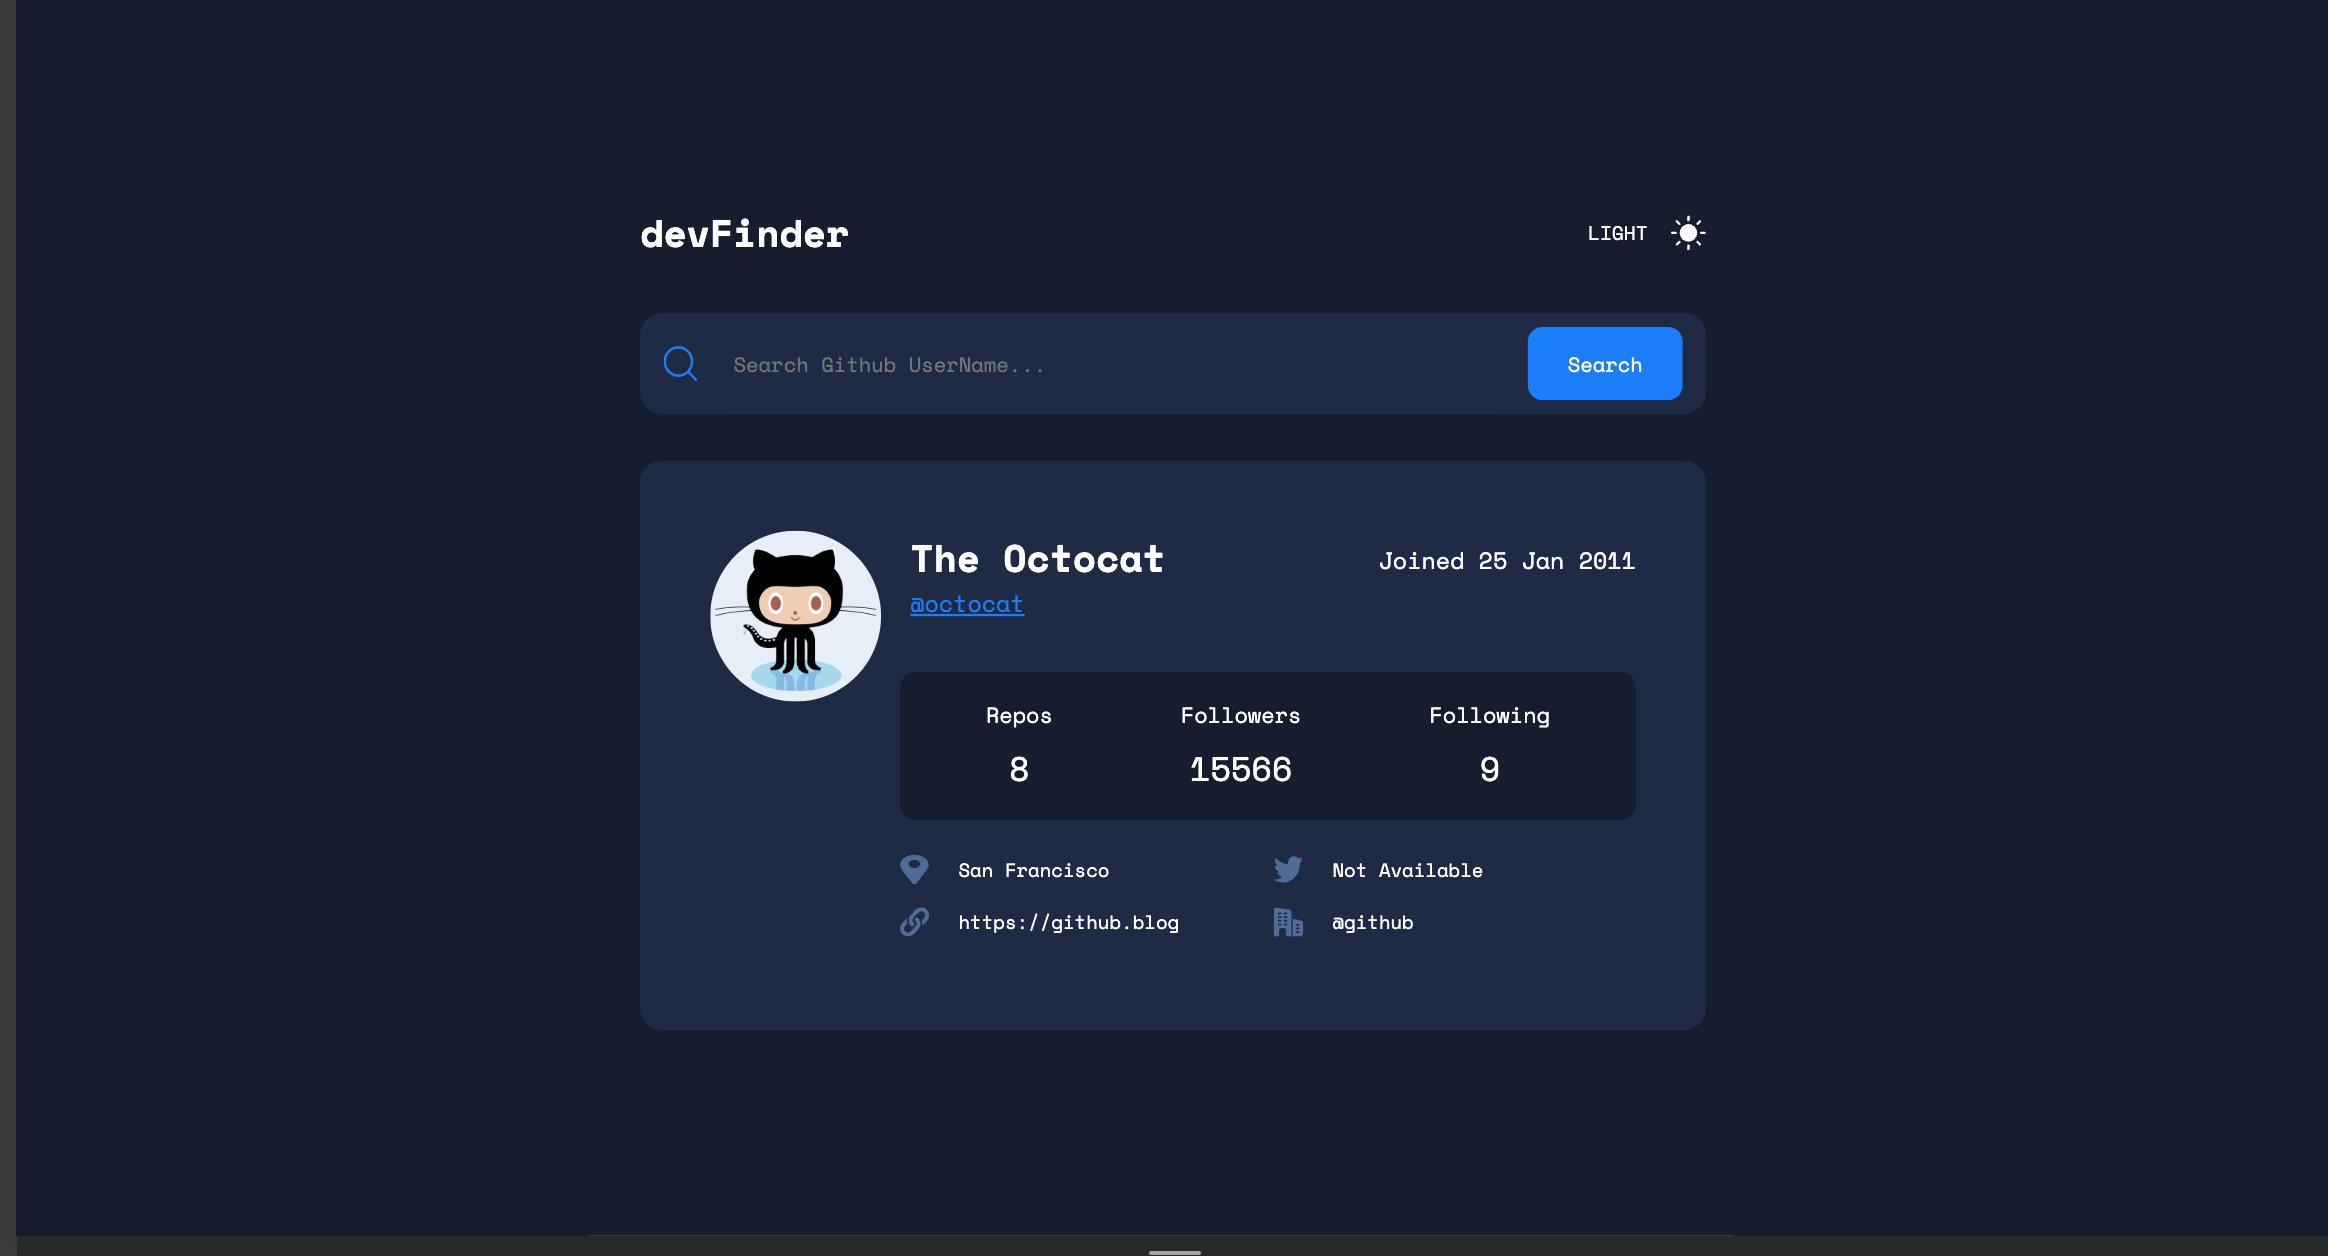 devFinder
LIGHT
Search Github UserName...
Search
The Octocat
Joined 25 Jan 2011
@octocat
Repos
Followers
Following
8
15566
9
San Francisco
Not Available
https://github.blog
@github